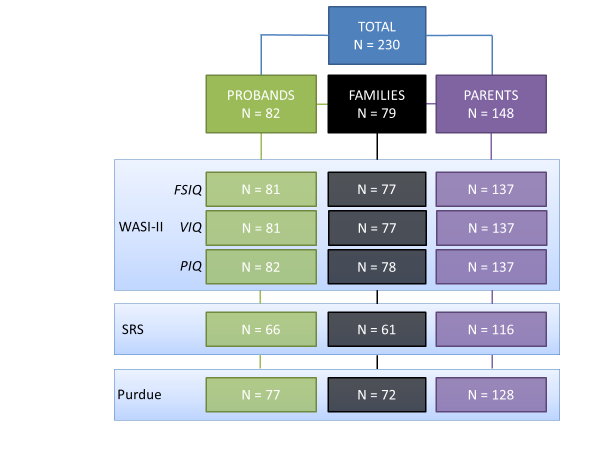 TOTAL
N = 230
PROBANDS
N = 82
FAMILIES
N = 79
PARENTS
N = 148
WASI-II
FSIQ N = 81 N = 77 N = 137
VIQ N = 81 N = 77 N = 137
PIQ N = 82 N = 78 N = 137
SRS N = 66 N = 61 N = 116
Purdue N = 77 N = 72 N = 128